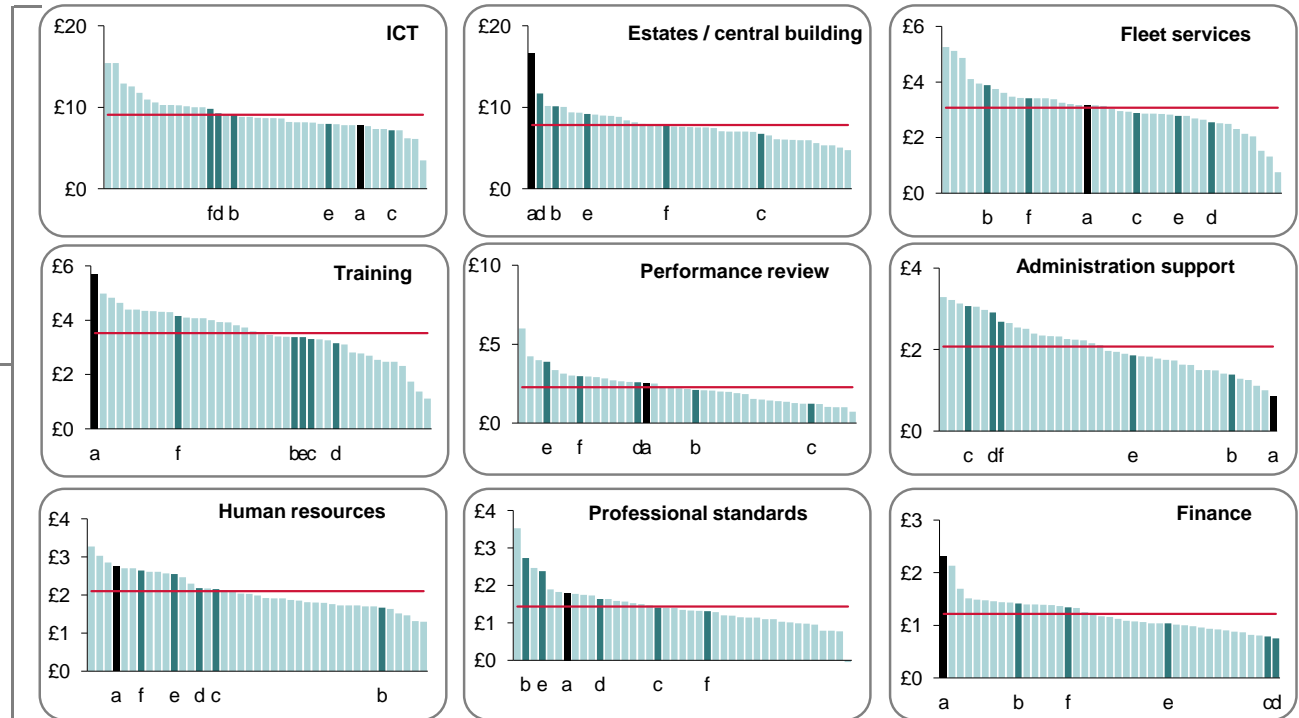 ICT
£20
£10
£0
fd b e a c
Estates / central building
£20
£10
£0
ad b e f c
Fleet services
£6
£4
£2
£0
b f a c e d
Training
£6
£4
£2
£0
a f bec d
Performance review
£10
£5
£0
e f da b c
Administration support
£4
£2
£0
c df e b a
Human resources
£4
£3
£2
£1
£0
a f e d c b
Professional standards
£4
£3
£2
£1
£0
b e a d c f
Finance
£3
£2
£1
£0
a b f e cd